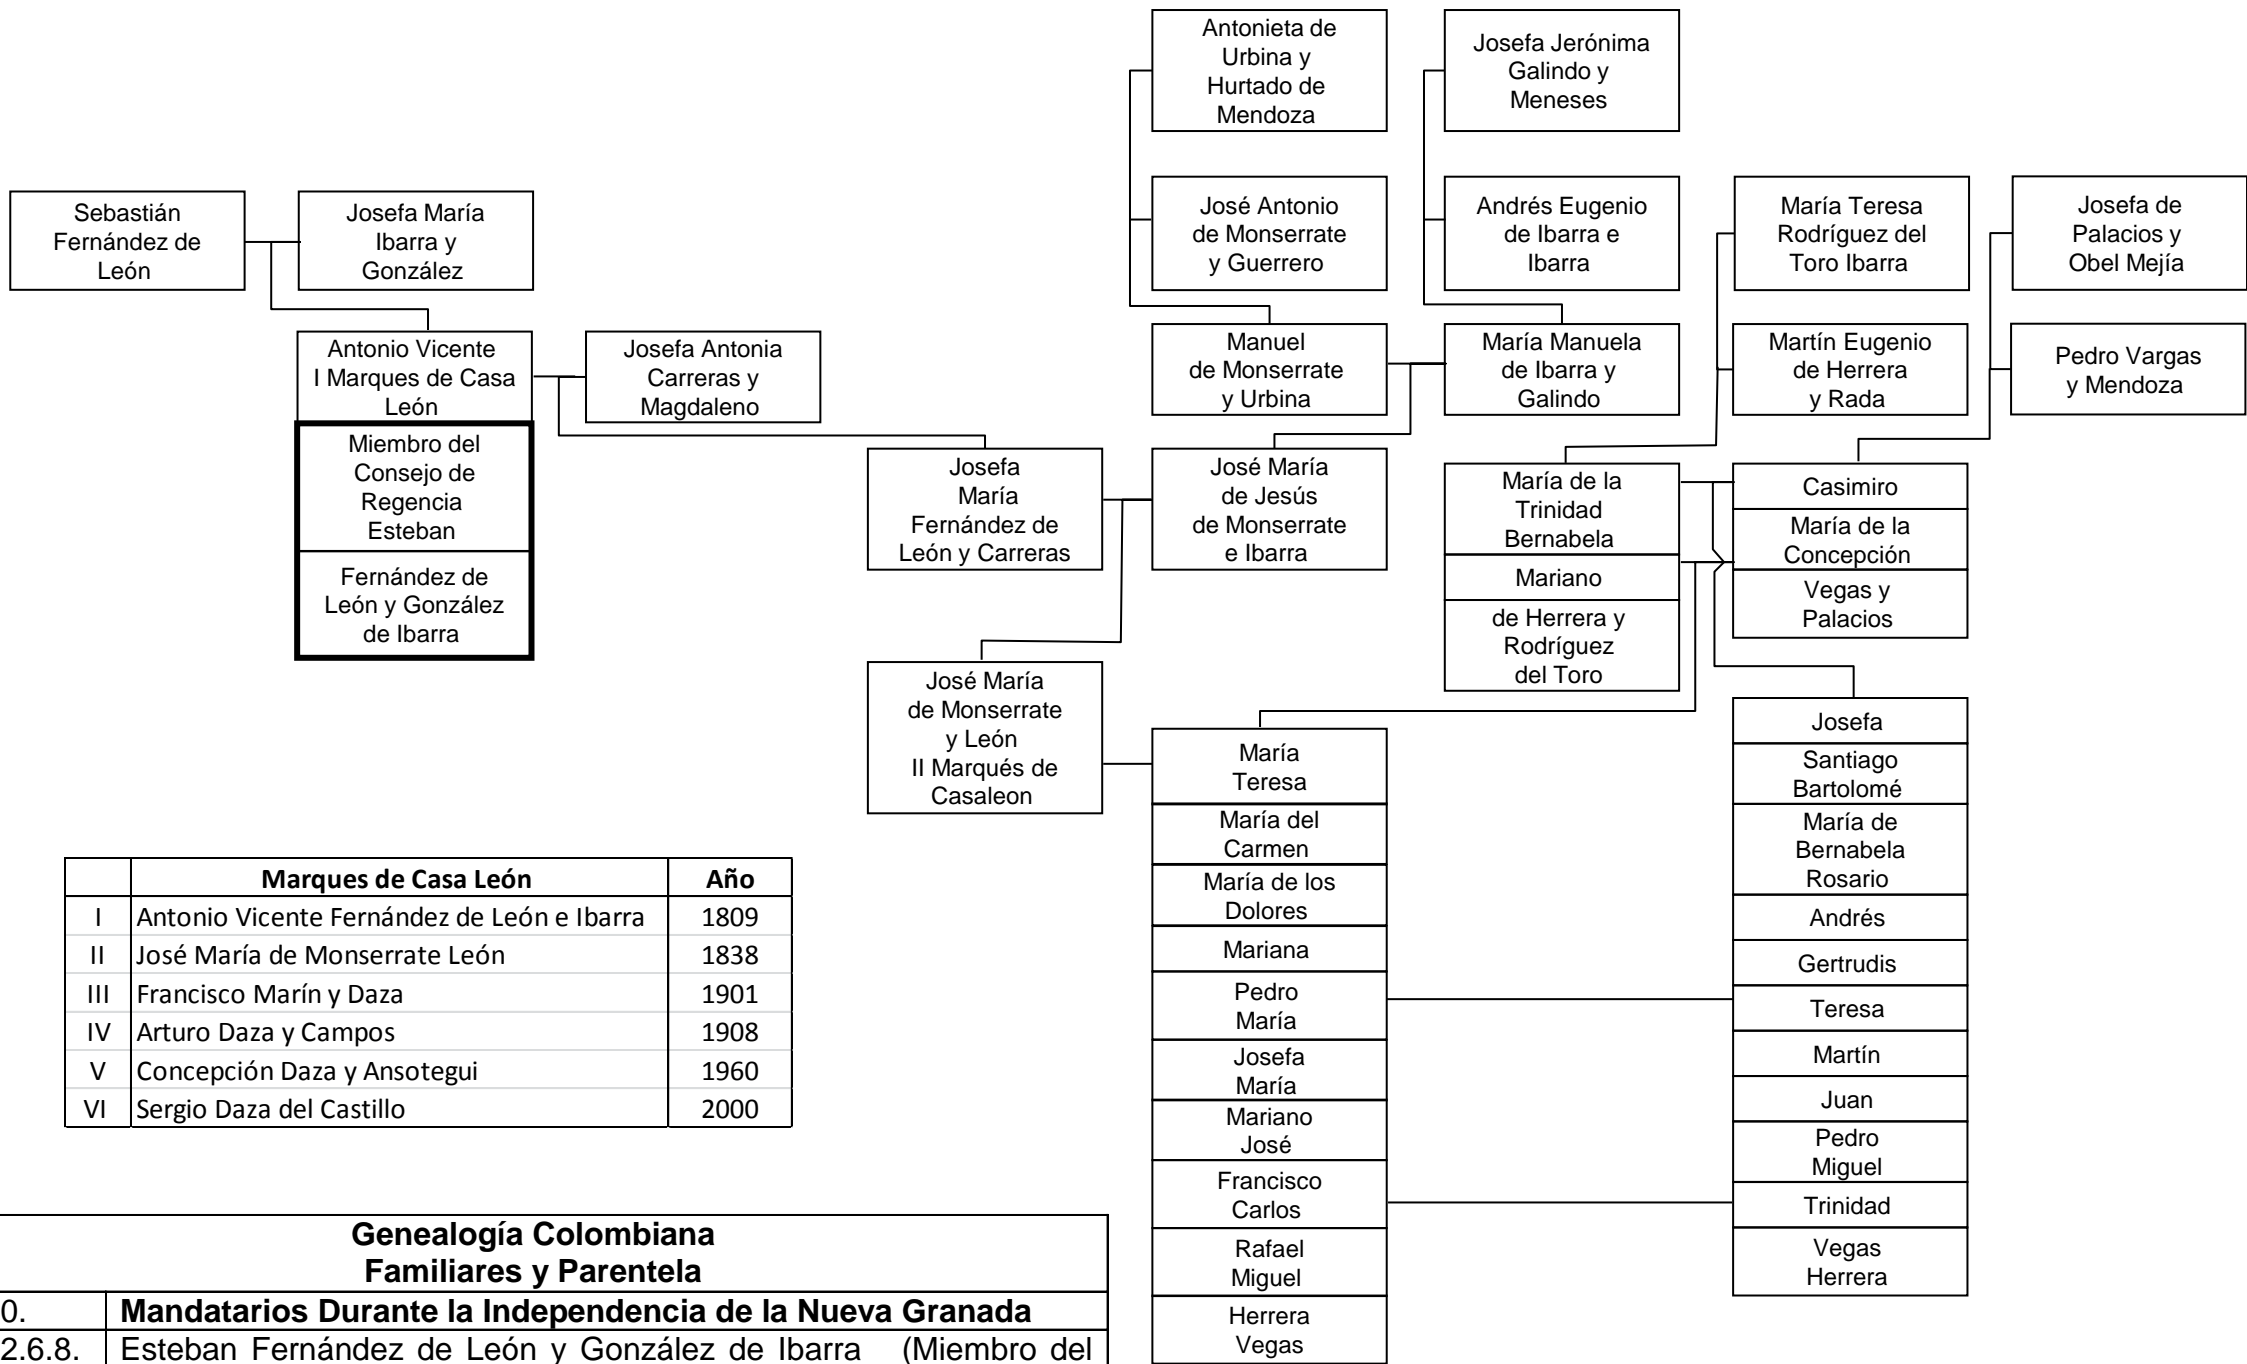 Antonieta de
Urbina y
Hurtado de
Mendoza
Josefa Jerónima
Galindo y
Meneses
Sebastián
Fernández de
León
Josefa María
Ibarra y
González
José Antonio
de Monserrate
y Guerrero
Andrés Eugenio
de Ibarra e
Ibarra
María Teresa
Rodríguez del
Toro Ibarra
Josefa de
Palacios y
Obel Mejía
Antonio Vicente
I Marques de Casa
León
Josefa Antonia
Carreras y
Magdaleno
Manuel
de Monserrate
y Urbina
María Manuela
de Ibarra y
Galindo
Martín Eugenio
de Herrera
y Rada
Pedro Vargas
y Mendoza
Miembro del
Consejo de
Regencia
Esteban
Fernández de
León y González
de Ibarra
Josefa
María
Fernández de
León y Carreras
José María
de Jesús
de Monserrate
e Ibarra
María de la
Trinidad
Bernabela
Mariano
de Herrera y
Rodríguez
del Toro
Casimiro
María de la
Concepción
Vegas y
Palacios
José María
de Monserrate
y León
II Marqués de
Casaleon
María
Teresa
María del
Carmen
María de los
Dolores
Mariana
Pedro
María
Josefa
María
Mariano
José
Francisco
Carlos
Rafael
Miguel
Herrera
Vegas
Josefa
Santiago
Bartolomé
María de
Bernabela
Rosario
Andrés
Gertrudis
Teresa
Martín
Juan
Pedro
Miguel
Trinidad
Vegas
Herrera
Marques de Casa León Año
I Antonio Vicente Fernández de León e Ibarra 1809
II José María de Monserrate León 1838
III Francisco Marín y Daza 1901
IV Arturo Daza y Campos 1908
V Concepción Daza y Ansotegui 1960
VI Sergio Daza del Castillo 2000
Genealogía Colombiana
Familiares y Parentela
0. Mandatarios Durante la Independencia de la Nueva Granada
2.6.8. Esteban Fernández de León y González de Ibarra (Miembro del